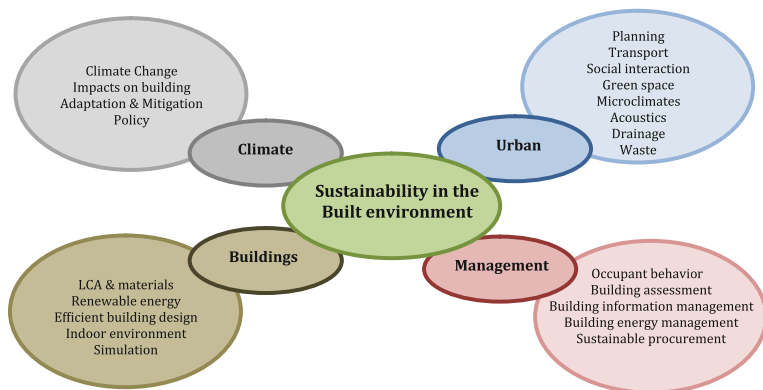 Climate Change
Impacts on building
Adaptation & Mitigation
Policy
Climate
Planning
Transport
Social interaction
Green space
Microclimates
Acoustics
Drainage
Waste
Urban
Sustainability in the
Built environment
Buildings
LCA & materials
Renewable energy
Efficient building design
Indoor environment
Simulation
Management
Occupant behavior
Building assessment
Building information management
Building energy management
Sustainable procurement